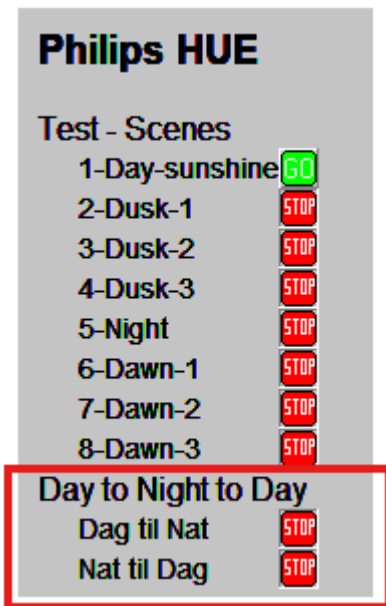 Philips HUE
Test - Scenes
1-Day-sunshine GO
2-Dusk-1 STOP
3-Dusk-2 STOP
4-Dusk-3 STOP
5-Night STOP
6-Dawn-1 STOP
7-Dawn-2 STOP
8-Dawn-3 STOP
Day to Night to Day
Dag til Nat STOP
Nat til Dag STOP